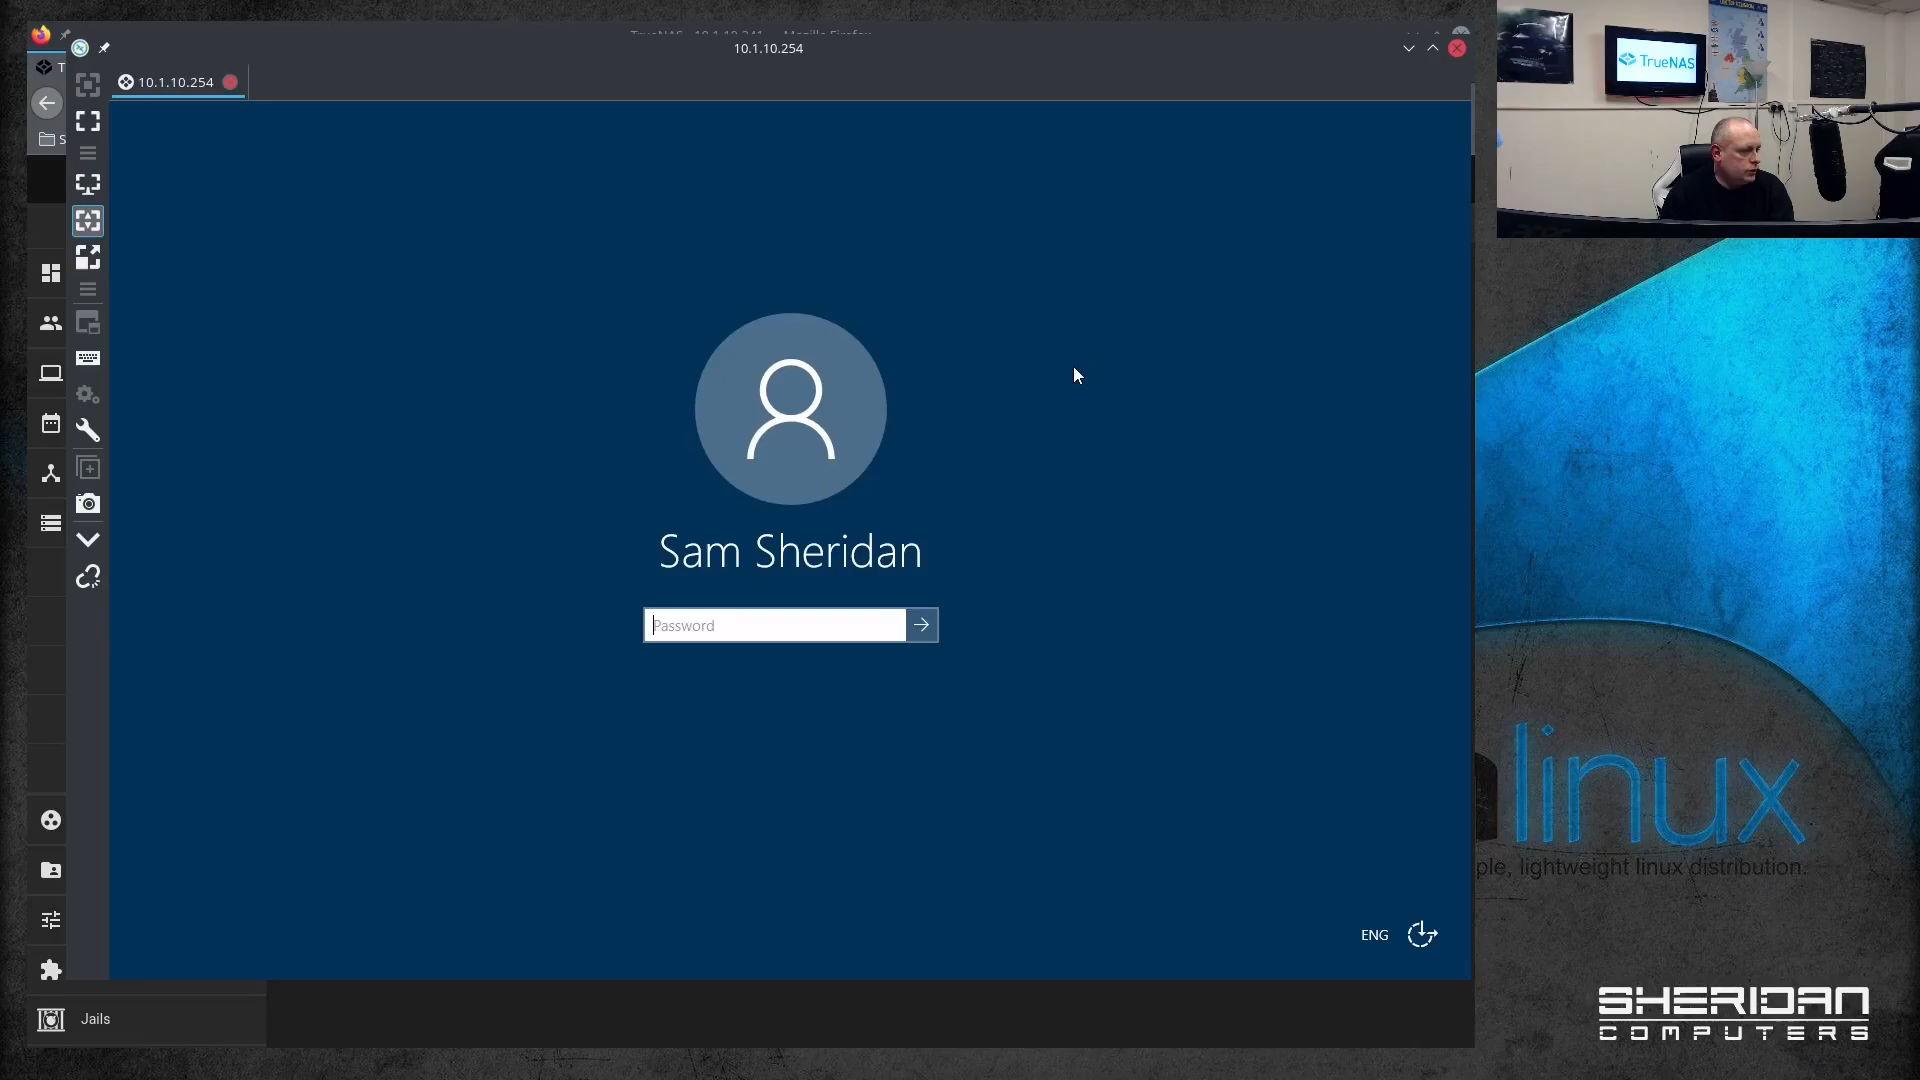 10.1.10.254
10.1.10.254
T
S
TrueNAS
Sam Sheridan
Password
ENG
linux
ple, lightweight linux distribution.
Jails
SHERIDAN
COMPUTERS